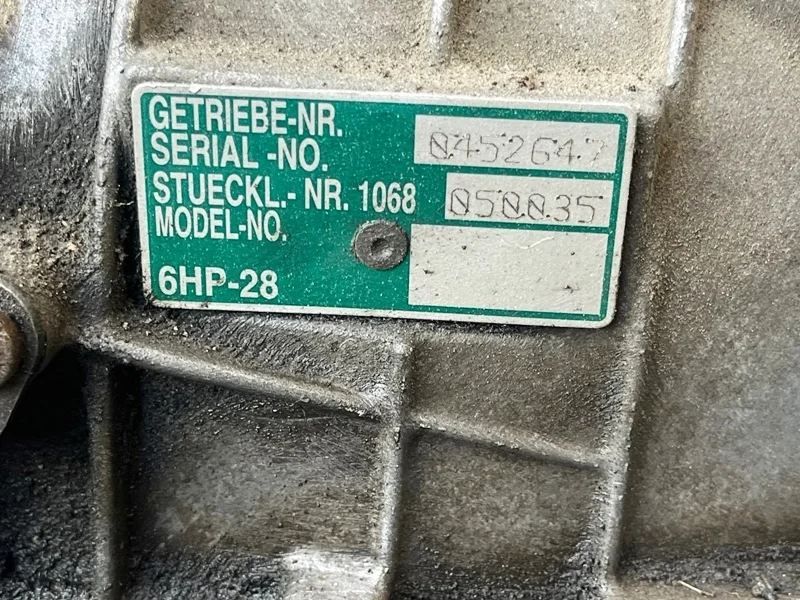 GETRIEBE-NR.
SERIAL -NO. 0452647
STUECKL.- NR. 1068 050035
MODEL-NO.
6HP-28